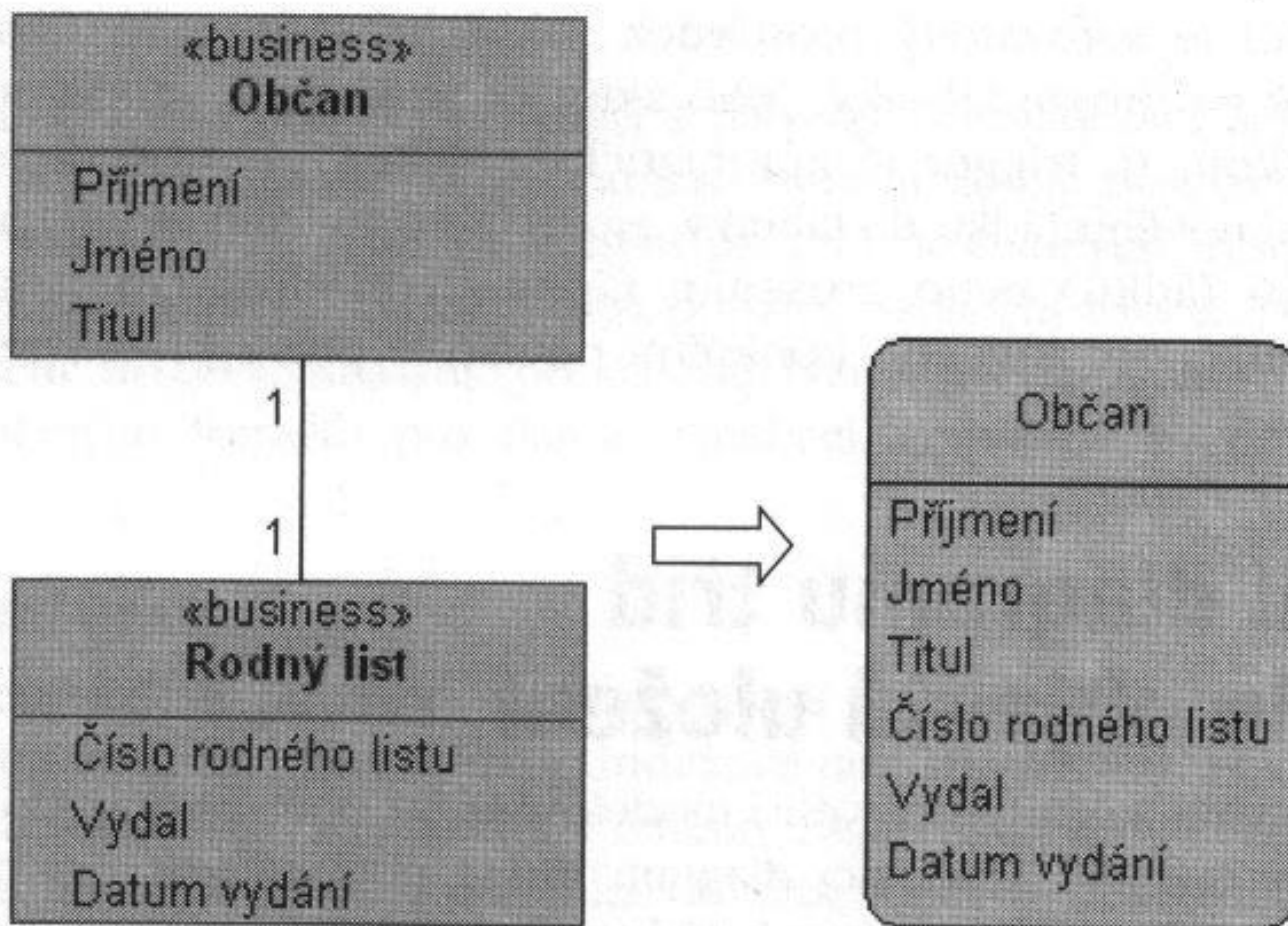 «business»
Občan
Příjmení
Jméno
Titul
1
1
«business»
Rodný list
Číslo rodného listu
Vydal
Datum vydání
Občan
Příjmení
Jméno
Titul
Číslo rodného listu
Vydal
Datum vydání